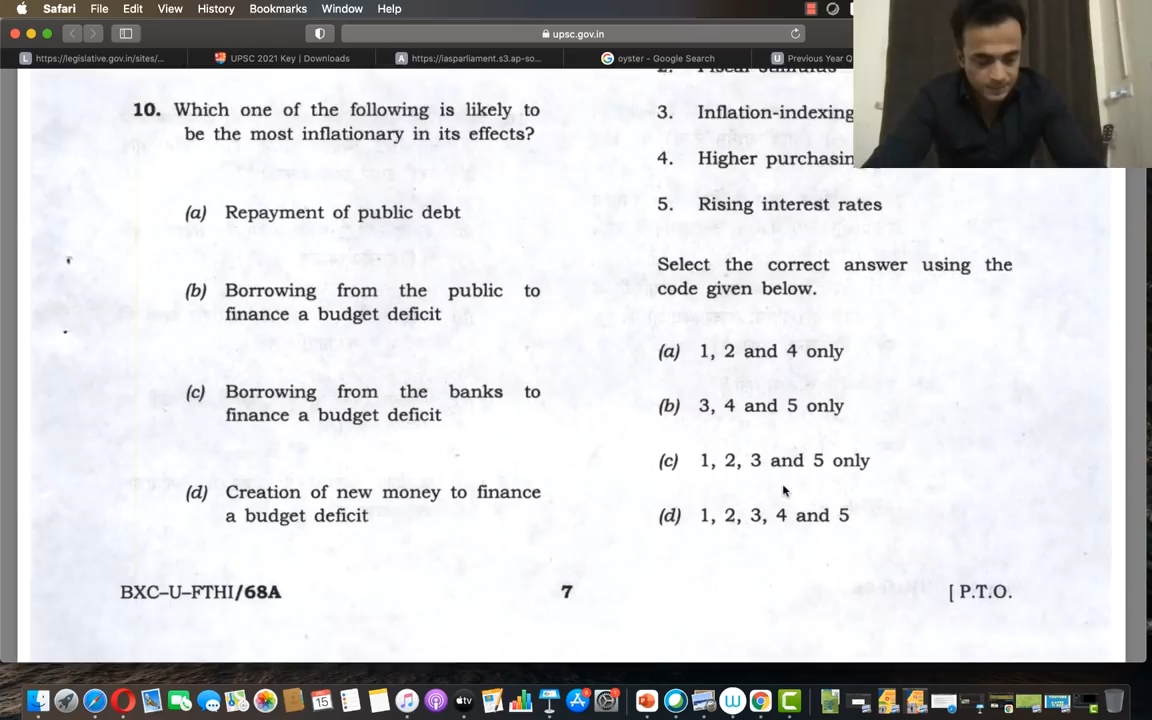 Safari File Edit View History Bookmarks Window Help
upsc.gov.in
https://legislative.gov.in/sites/... UPSC 2021 Key | Downloads https://iasparliament.s3.ap-so... oyster - Google Search Previous Year Q
10. Which one of the following is likely to
be the most inflationary in its effects?
(a) Repayment of public debt
(b) Borrowing from the public to
finance a budget deficit
(c) Borrowing from the banks to
finance a budget deficit
(d) Creation of new money to finance
a budget deficit
2. Fiscal stimulus
3. Inflation-indexing
4. Higher purchasin
5. Rising interest rates
Select the correct answer using the
code given below.
(a) 1, 2 and 4 only
(b) 3, 4 and 5 only
(c) 1, 2, 3 and 5 only
(d) 1, 2, 3, 4 and 5
BXC–U–FTHI/68A 7 [ P.T.O.
15
tv